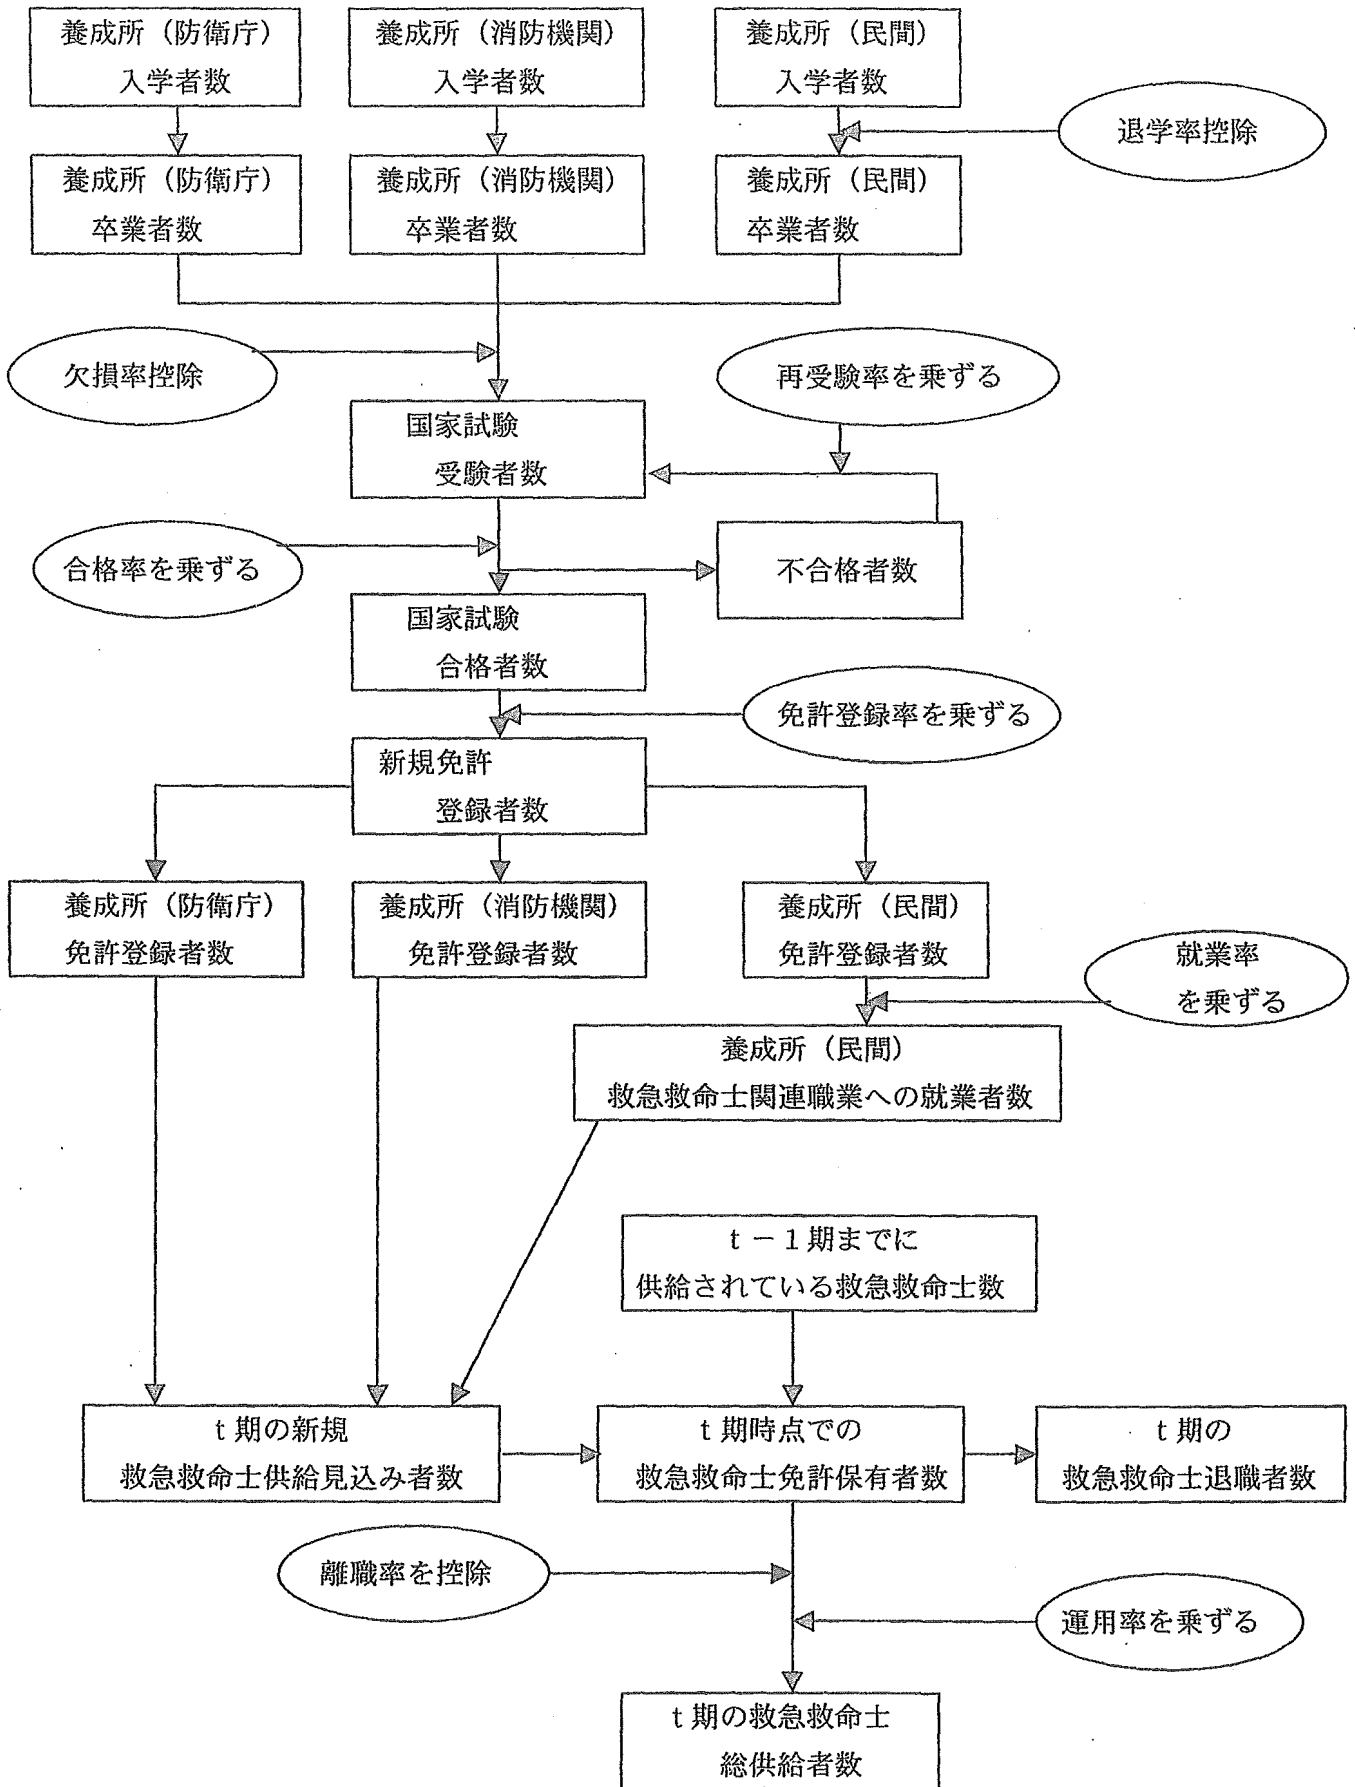 養成所（防衛庁）
入学者数
養成所（消防機関）
入学者数
養成所（民間）
入学者数
退学率控除
養成所（防衛庁）
卒業者数
養成所（消防機関）
卒業者数
養成所（民間）
卒業者数
欠損率控除
再受験率を乗ずる
国家試験
受験者数
合格率を乗ずる
不合格者数
国家試験
合格者数
免許登録率を乗ずる
新規免許
登録者数
養成所（防衛庁）
免許登録者数
養成所（消防機関）
免許登録者数
養成所（民間）
免許登録者数
就業率
を乗ずる
養成所（民間）
救急救命士関連職業への就業者数
ｔ－１期までに
供給されている救急救命士数
ｔ期の新規
救急救命士供給見込み者数
ｔ期時点での
救急救命士免許保有者数
ｔ期の
救急救命士退職者数
離職率を控除
運用率を乗ずる
ｔ期の救急救命士
総供給者数